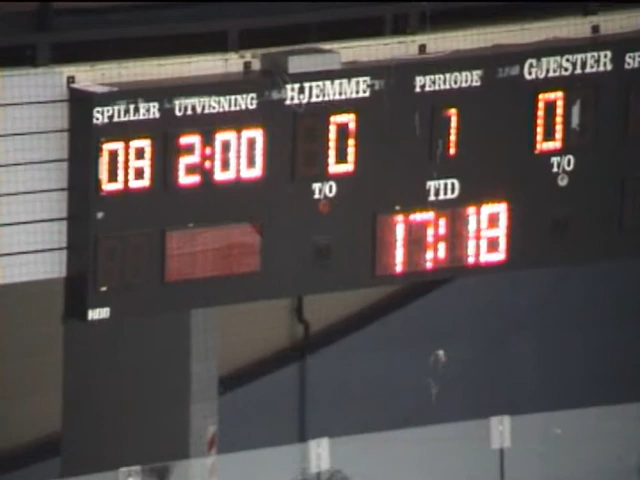 SPILLER UTVISNING HJEMME PERIODE GJESTER
08 2:00 0 1 0
T/O TID T/O
17:18